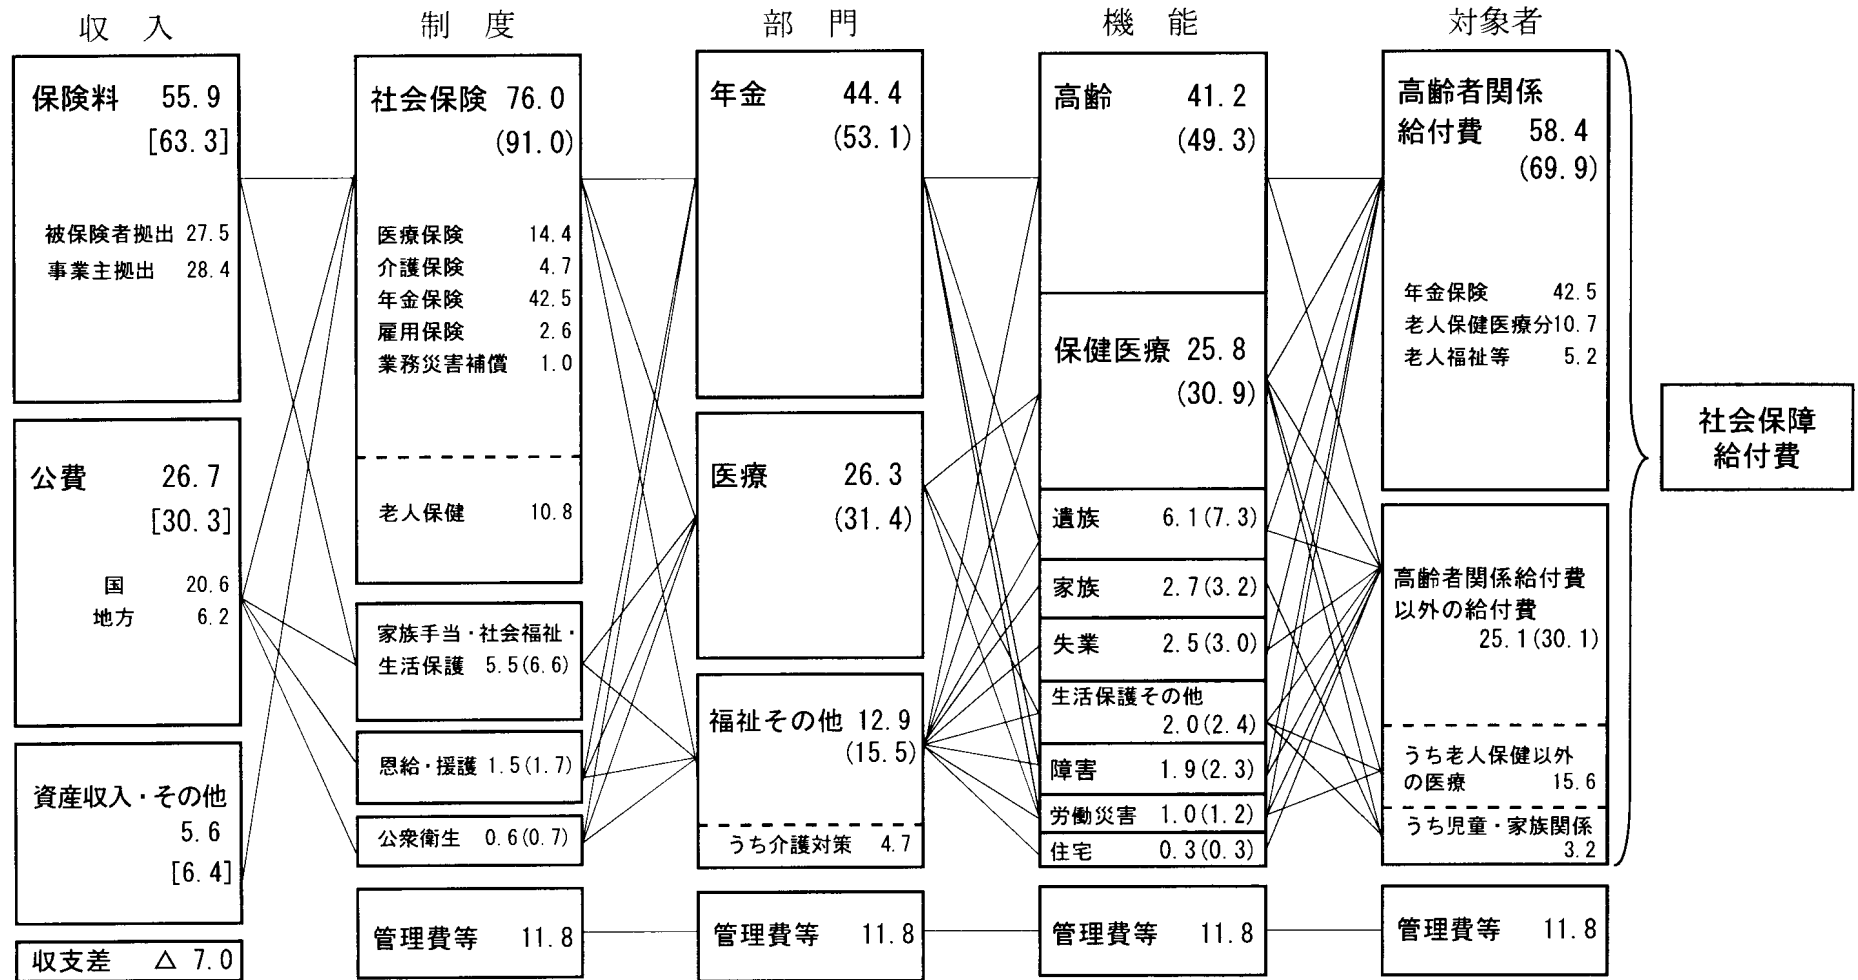 収 入
制 度
部 門
機 能
対象者
保険料 55.9
[63.3]
被保険者拠出 27.5
事業主拠出 28.4
公費 26.7
[30.3]
国 20.6
地方 6.2
資産収入・その他
5.6
[6.4]
収支差 △ 7.0
社会保険 76.0
(91.0)
医療保険 14.4
介護保険 4.7
年金保険 42.5
雇用保険 2.6
業務災害補償 1.0
老人保健 10.8
家族手当・社会福祉・
生活保護 5.5(6.6)
恩給・援護 1.5(1.7)
公衆衛生 0.6(0.7)
管理費等 11.8
年金 44.4
(53.1)
医療 26.3
(31.4)
福祉その他 12.9
(15.5)
うち介護対策 4.7
管理費等 11.8
高齢 41.2
(49.3)
保健医療 25.8
(30.9)
遺族 6.1(7.3)
家族 2.7(3.2)
失業 2.5(3.0)
生活保護その他
2.0(2.4)
障害 1.9(2.3)
労働災害 1.0(1.2)
住宅 0.3(0.3)
管理費等 11.8
高齢者関係
給付費 58.4
(69.9)
年金保険 42.5
老人保健医療分10.7
老人福祉等 5.2
高齢者関係給付費
以外の給付費
25.1(30.1)
うち老人保健以外
の医療 15.6
うち児童・家族関係
3.2
管理費等 11.8
社会保障
給付費